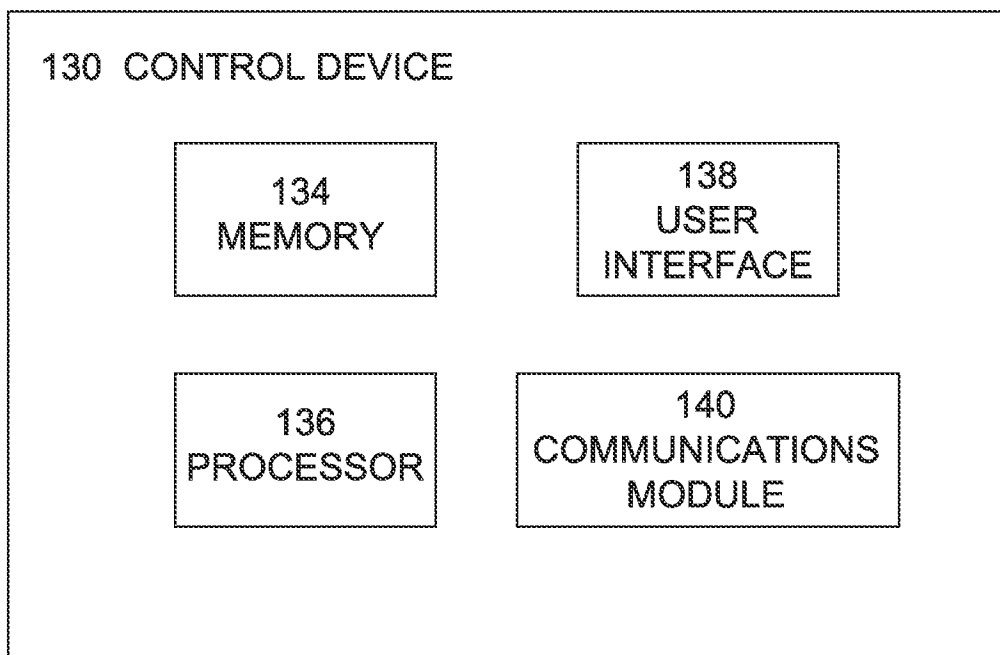 130 CONTROL DEVICE
134
MEMORY
138
USER
INTERFACE
136
PROCESSOR
140
COMMUNICATIONS
MODULE